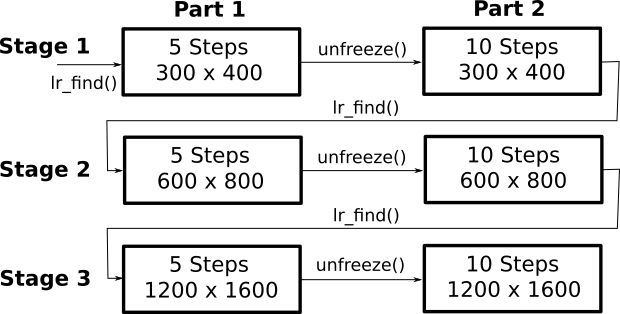 Part 1
Part 2
Stage 1
5 Steps
300 x 400
unfreeze()
10 Steps
300 x 400
lr_find()
lr_find()
Stage 2
5 Steps
600 x 800
unfreeze()
10 Steps
600 x 800
lr_find()
Stage 3
5 Steps
1200 x 1600
unfreeze()
10 Steps
1200 x 1600